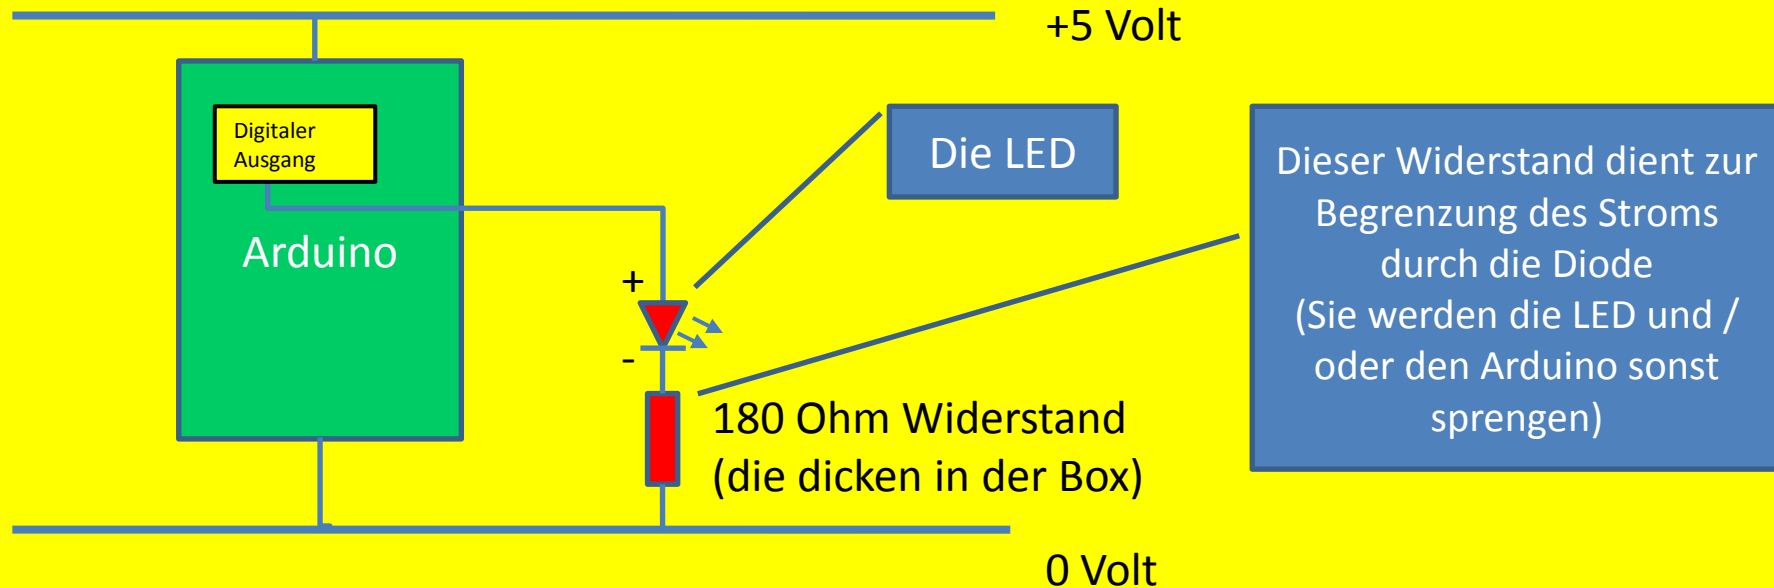 +5 Volt
Digitaler
Ausgang
Arduino
Die LED
Dieser Widerstand dient zur
Begrenzung des Stroms
durch die Diode
(Sie werden die LED und /
oder den Arduino sonst
sprengen)
+
-
180 Ohm Widerstand
(die dicken in der Box)
0 Volt